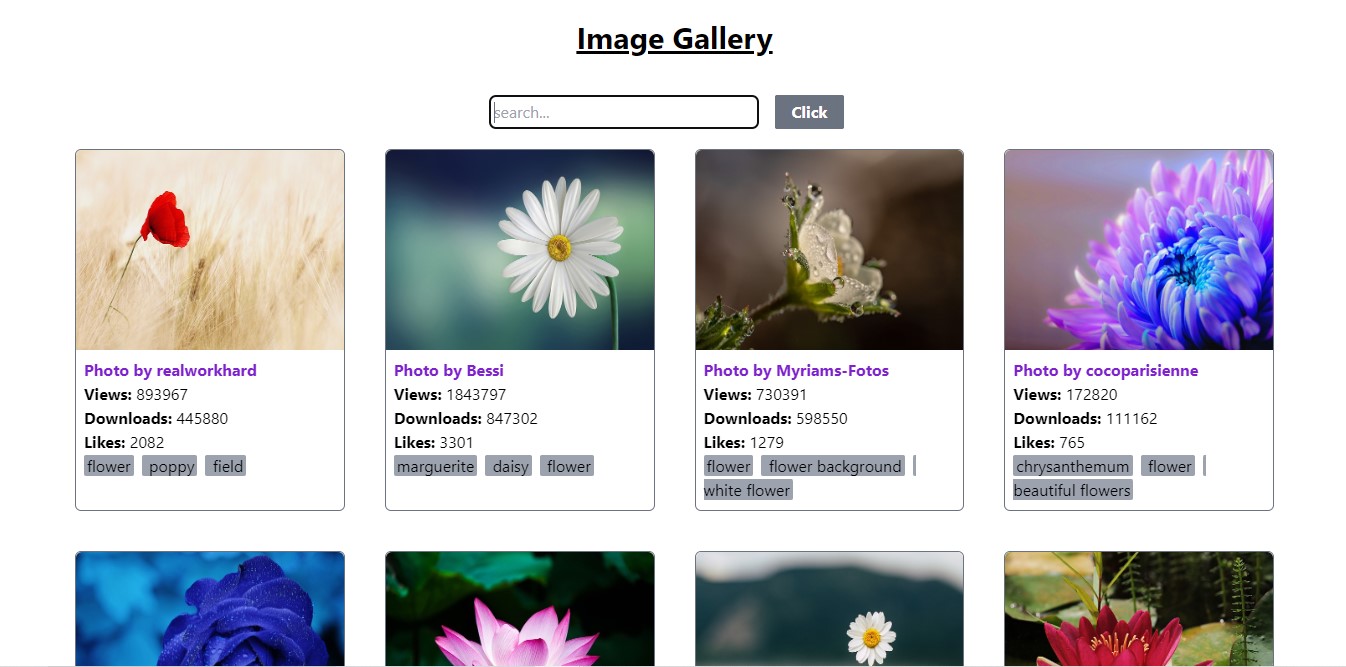 Image Gallery
search...
Click
Photo by realworkhard
Views: 893967
Downloads: 445880
Likes: 2082
flower poppy field
Photo by Bessi
Views: 1843797
Downloads: 847302
Likes: 3301
marguerite daisy flower
Photo by Myriams-Fotos
Views: 730391
Downloads: 598550
Likes: 1279
flower flower background
white flower
Photo by cocoparisienne
Views: 172820
Downloads: 111162
Likes: 765
chrysanthemum flower
beautiful flowers